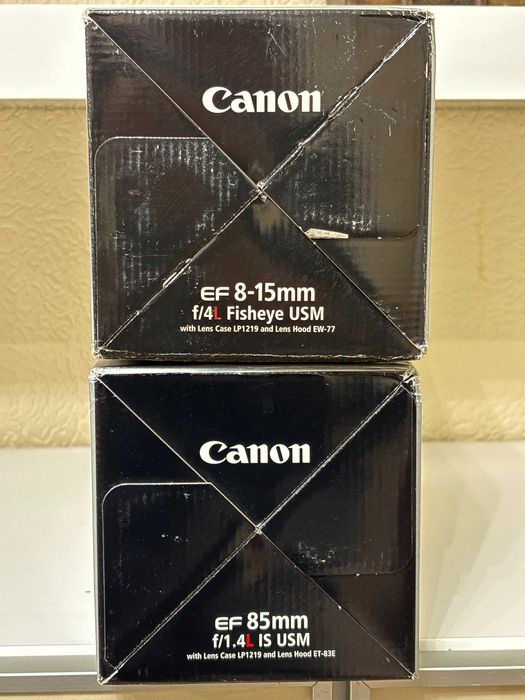 Canon
EF 8-15mm
f/4L Fisheye USM
with Lens Case LP1219 and Lens Hood EW-77
Canon
EF 85mm
f/1.4L IS USM
with Lens Case LP1219 and Lens Hood ET-83E